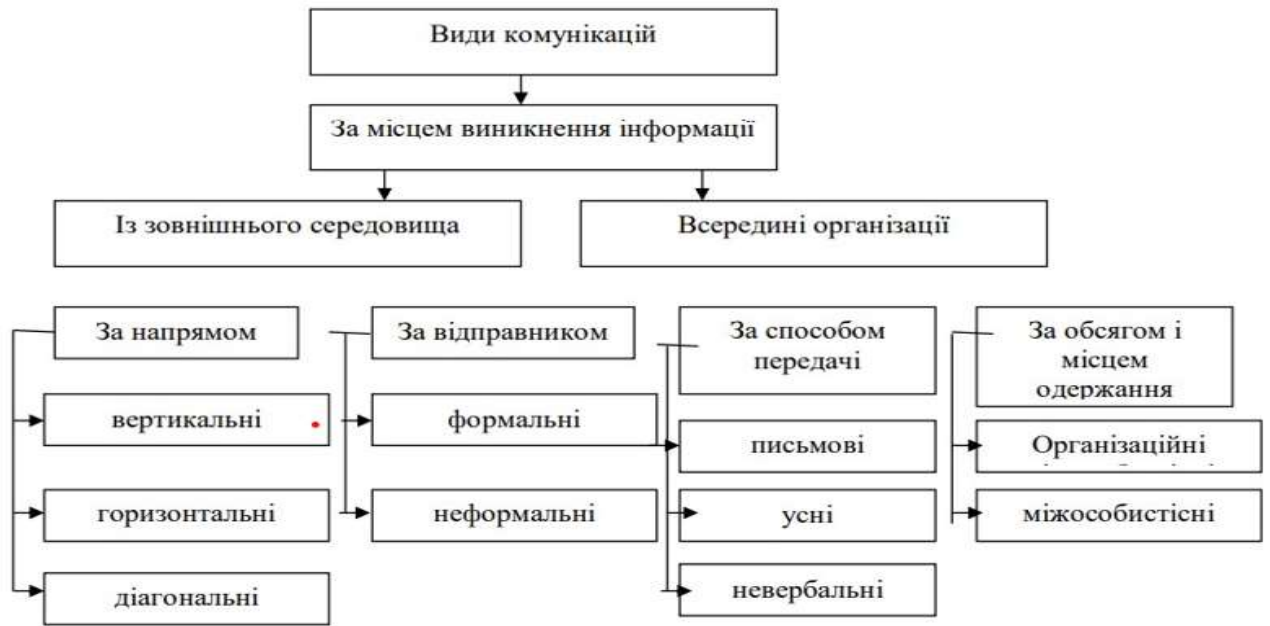 Види комунікацій
За місцем виникнення інформації
Із зовнішнього середовища
Всередині організації
За напрямом
вертикальні
горизонтальні
діагональні
За відправником
формальні
неформальні
За способом
передачі
письмові
усні
невербальні
За обсягом і
місцем
одержання
Організаційні
міжособистісні